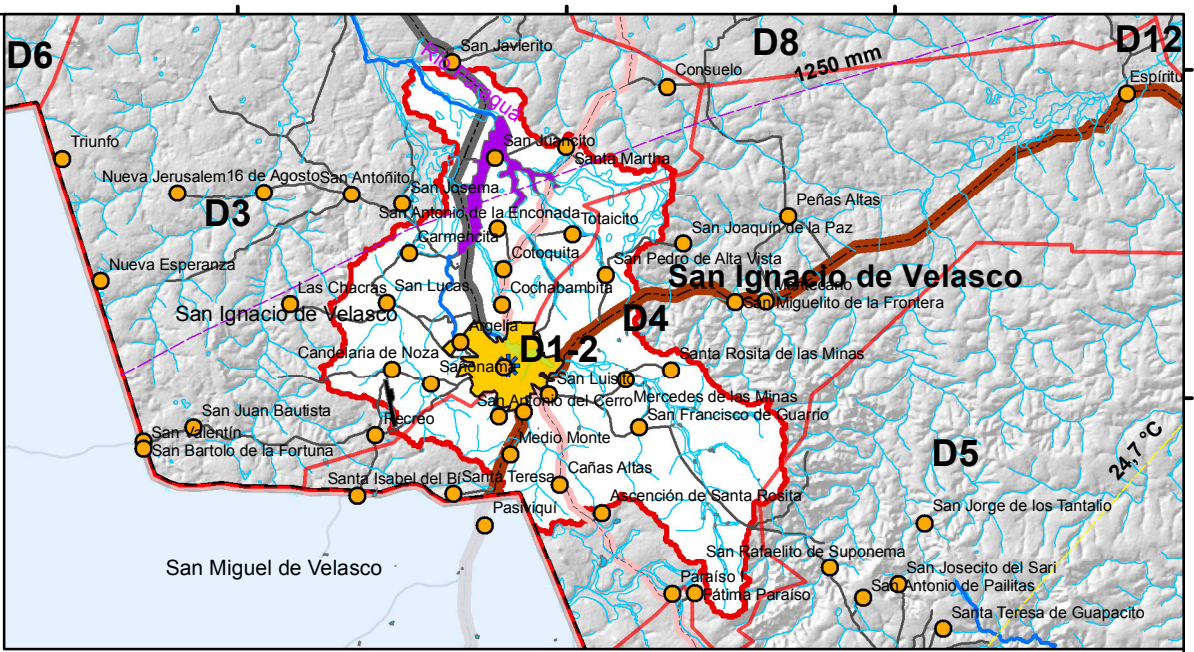 D6
D8
D12
San Javierito
Consuelo
1250 mm
Espíritu
Triunfo
San Juancito
Santa Martha
Nueva Jerusalem
16 de Agosto
San Antoñito
San Josema
D3
San Antonio de la Enconada
Totaicito
Peñas Altas
San Joaquín de la Paz
Carmencita
Cotoquita
San Pedro de Alta Vista
San Ignacio de Velasco
Nueva Esperanza
Las Chacras
San Lucas
Cochabambita
San Miguelito de la Frontera
San Ignacio de Velasco
D4
Argelia
D1-2
Candelaria de Noza
Santa Rosita de las Minas
Sañonama
San Luisito
Mercedes de las Minas
San Antonio del Cerro
San Juan Bautista
Recreo
San Francisco de Guarrio
San Valentín
San Bartolo de la Fortuna
Medio Monte
D5
24,7 °C
Santa Isabel del Bí
Santa Teresa
Cañas Altas
Ascención de Santa Rosita
San Jorge de los Tantalio
Pasiviquí
San Miguel de Velasco
San Rafaelito de Suponema
Paraíso I
Fátima Paraíso
San Josecito del Sari
San Antonio de Pailitas
Santa Teresa de Guapacito